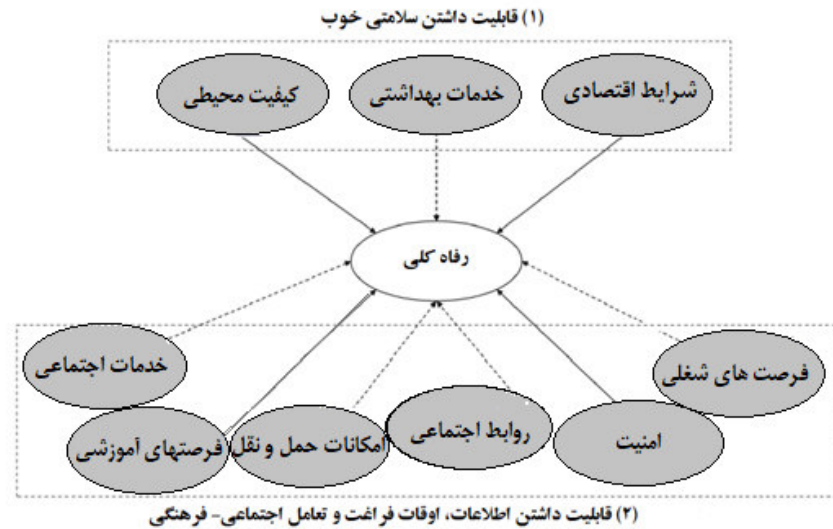 (۱) قابلیت داشتن سلامتی خوب
شرایط اقتصادی
خدمات بهداشتی
کیفیت محیطی
رفاه کلی
فرصت های شغلی
خدمات اجتماعی
امنیت
روابط اجتماعی
امکانات حمل و نقل
فرصتهای آموزشی
(۲) قابلیت داشتن اطلاعات، اوقات فراغت و تعامل اجتماعی- فرهنگی